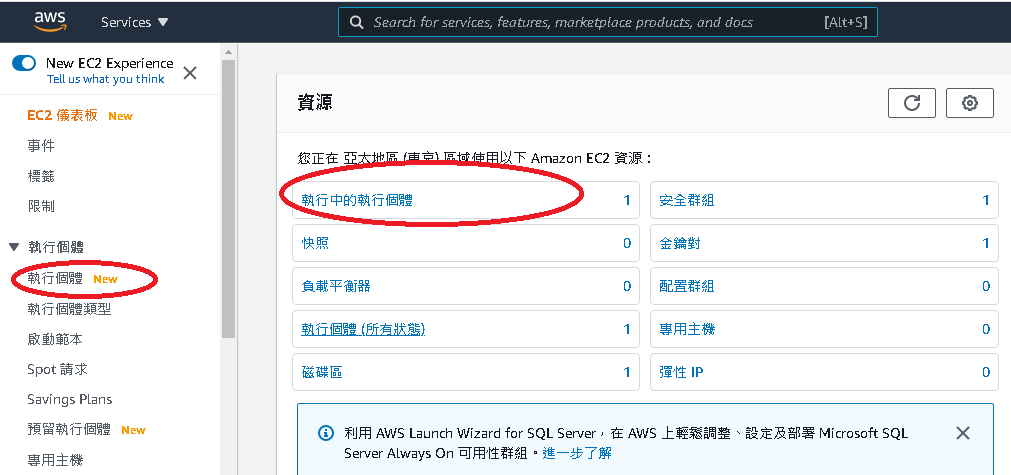 aws
Services ▼
Search for services, features, marketplace products, and docs
[Alt+S]
New EC2 Experience
Tell us what you think
EC2 儀表板 New
事件
標籤
限制
▼ 執行個體
執行個體 New
執行個體類型
啟動範本
Spot 請求
Savings Plans
預留執行個體 New
專用主機
資源
您正在 亞太地區 (東京) 區域使用以下 Amazon EC2 資源：
執行中的執行個體 1
安全群組 1
快照 0
金鑰對 1
負載平衡器 0
配置群組 0
執行個體 (所有狀態) 1
專用主機 0
磁碟區 1
彈性 IP 0
利用 AWS Launch Wizard for SQL Server，在 AWS 上輕鬆調整、設定及部署 Microsoft SQL
Server Always On 可用性群組。進一步了解